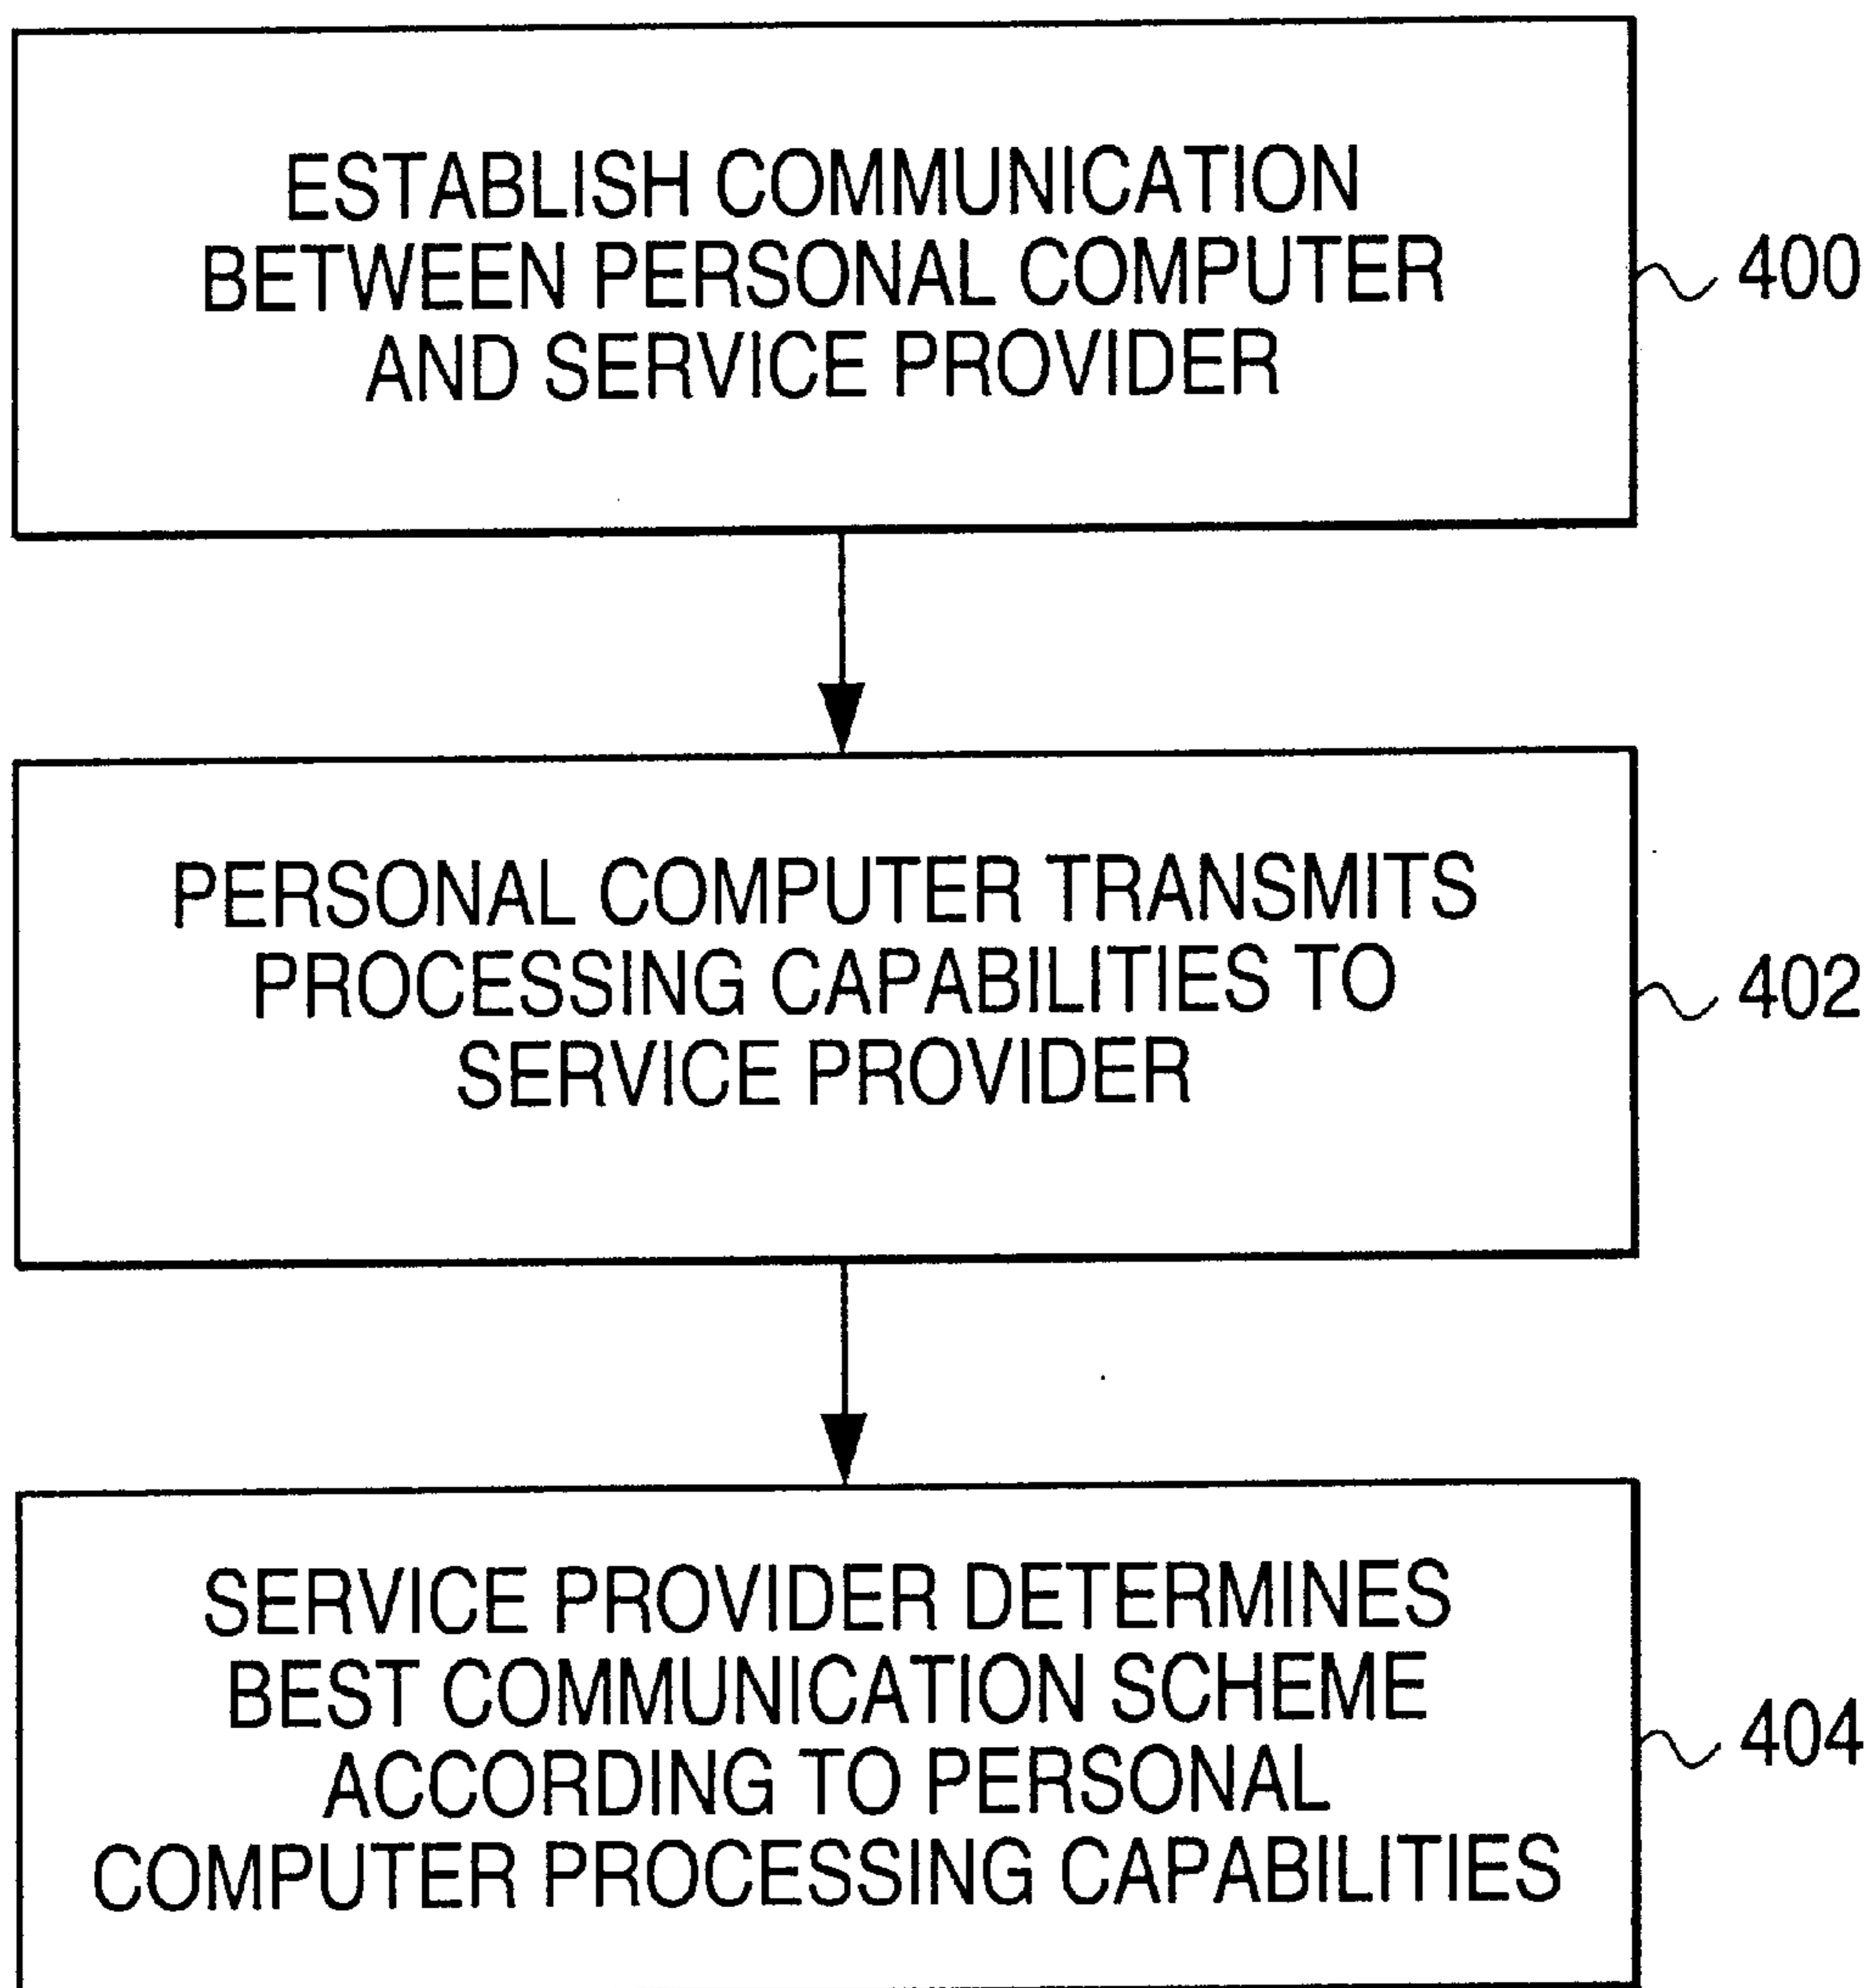 ESTABLISH COMMUNICATION
BETWEEN PERSONAL COMPUTER
AND SERVICE PROVIDER
400
PERSONAL COMPUTER TRANSMITS
PROCESSING CAPABILITIES TO
SERVICE PROVIDER
402
SERVICE PROVIDER DETERMINES
BEST COMMUNICATION SCHEME
ACCORDING TO PERSONAL
COMPUTER PROCESSING CAPABILITIES
404